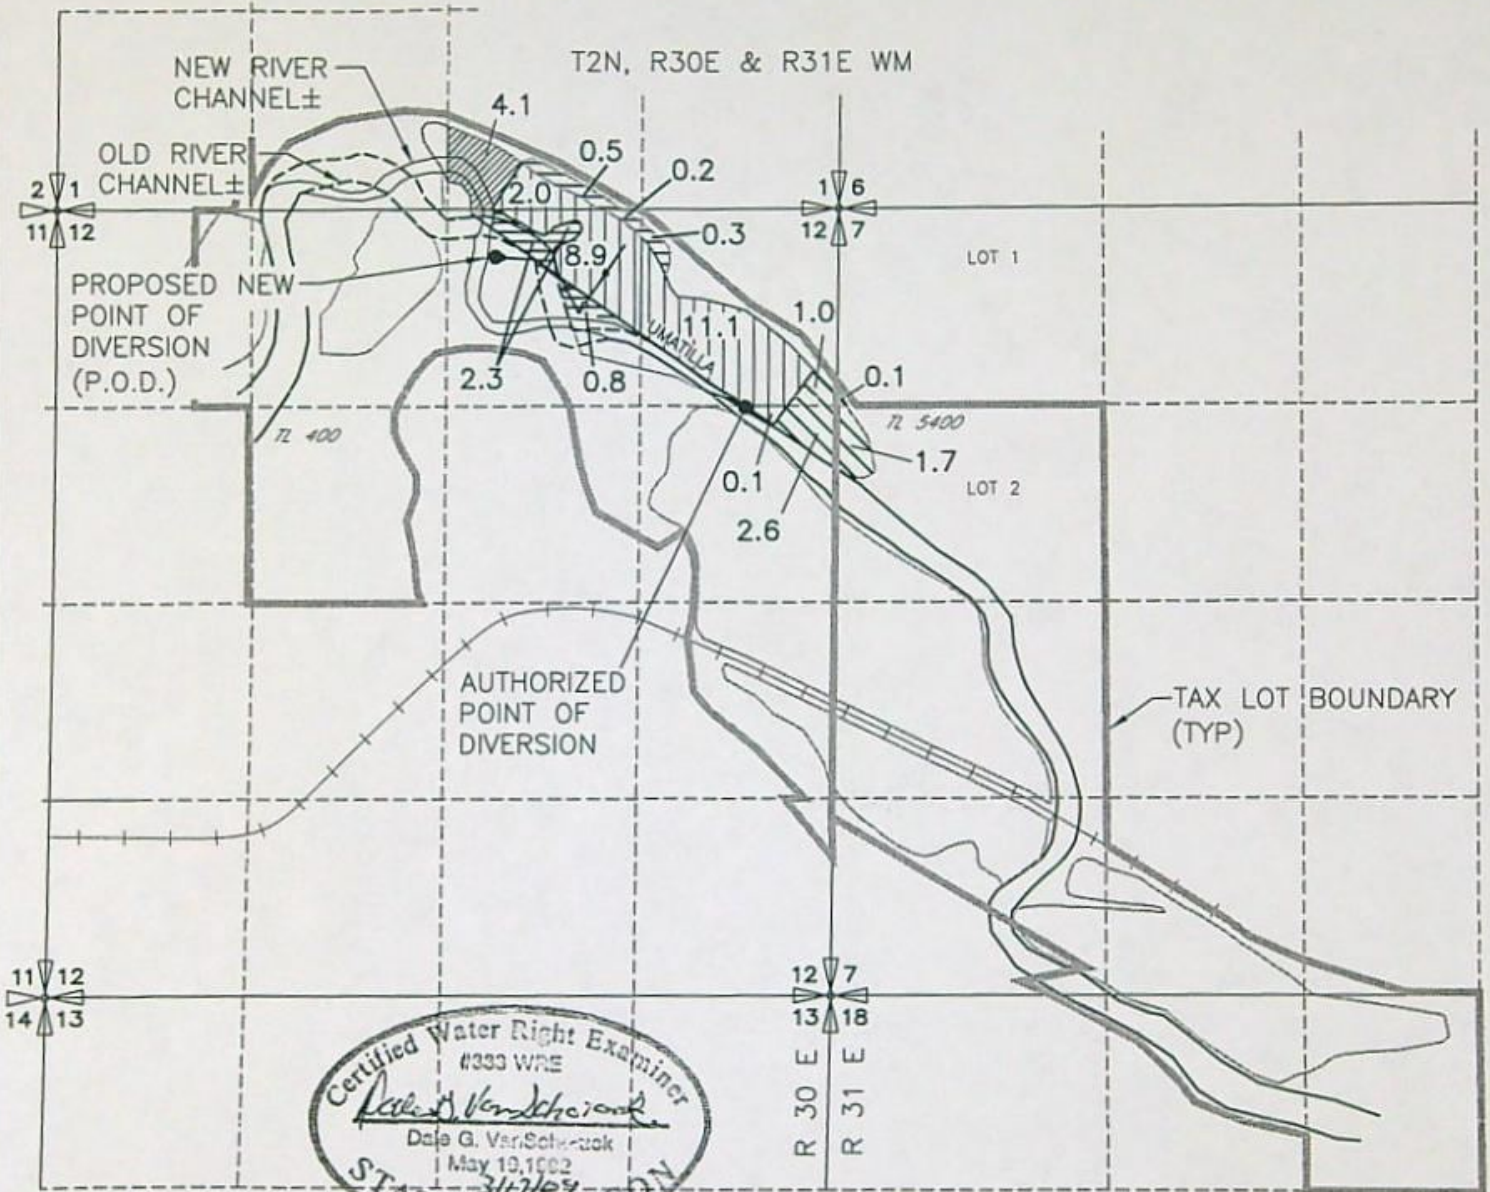 T2N, R30E & R31E WM
NEW RIVER
CHANNEL±
4.1
OLD RIVER
CHANNEL±
0.5
0.2
2.0
2 1
11 12
1 6
12 7
0.3
8.9
LOT 1
PROPOSED NEW
POINT OF
DIVERSION
(P.O.D.)
1.0
11.1
UMATILLA
2.3
0.8
0.1
TL 400
TL 5400
1.7
0.1
LOT 2
2.6
AUTHORIZED
POINT OF
DIVERSION
TAX LOT BOUNDARY
(TYP)
11 12
14 13
12 7
13 18
R 30 E
R 31 E
Certified Water Right Examiner
#333 WRE
Dale G.
May 19,